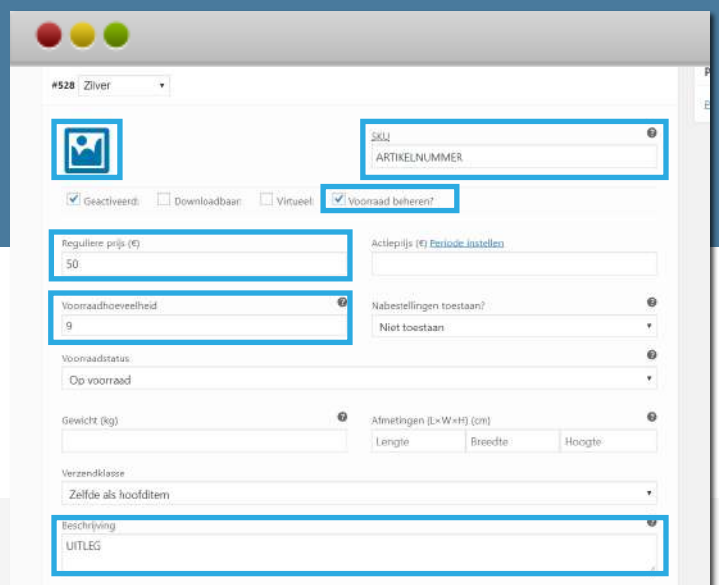 #528 Zilver
SKU
ARTIKELNUMMER
Geactiveerd: Downloadbaar: Virtueel: Voorraad beheren?
Reguliere prijs (€) Actieprijs (€) Periode instellen
50
Voorraadhoeveelheid Nabestellingen toestaan?
9 Niet toestaan
Voorraadstatus
Op voorraad
Gewicht (kg) Afmetingen (L×W×H) (cm)
Lengte Breedte Hoogte
Verzendklasse
Zelfde als hoofditem
Beschrijving
UITLEG